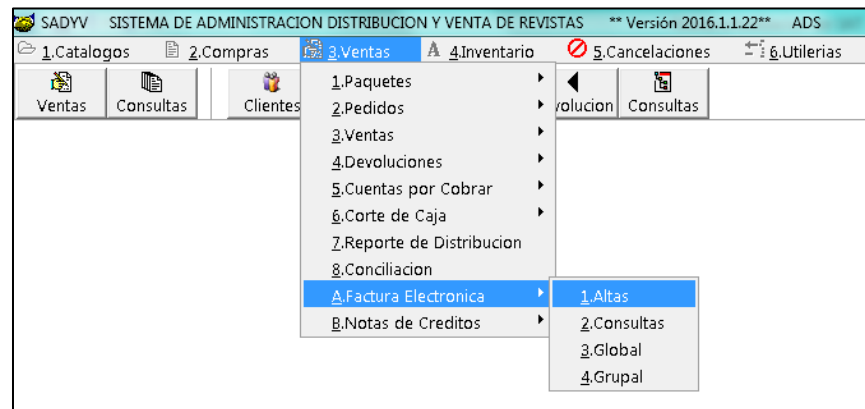 SADYV SISTEMA DE ADMINISTRACION DISTRIBUCION Y VENTA DE REVISTAS ** Versión 2016.1.1.22** ADS
1.Catalogos 2.Compras 3.Ventas 4.Inventario 5.Cancelaciones 6.Utilerias
Ventas Consultas Clientes volucion Consultas
1.Paquetes
2.Pedidos
3.Ventas
4.Devoluciones
5.Cuentas por Cobrar
6.Corte de Caja
7.Reporte de Distribucion
8.Conciliacion
A.Factura Electronica
B.Notas de Creditos
1.Altas
2.Consultas
3.Global
4.Grupal